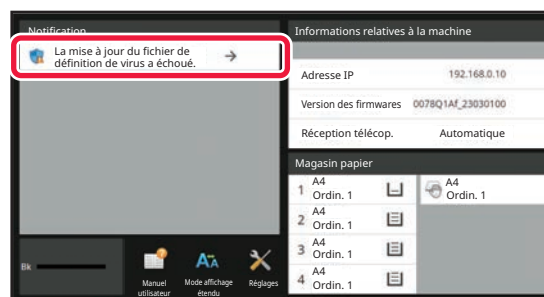 Notification
La mise à jour du fichier de
définition de virus a échoué.
Informations relatives à la machine
Adresse IP 192.168.0.10
Version des firmwares 0078Q1Af_23030100
Réception télécop. Automatique
Magasin papier
1 A4
Ordin. 1
A4
Ordin. 1
2 A4
Ordin. 1
3 A4
Ordin. 1
4 A4
Ordin. 1
Bk
Manuel
utilisateur
Mode affichage
étendu
Réglages